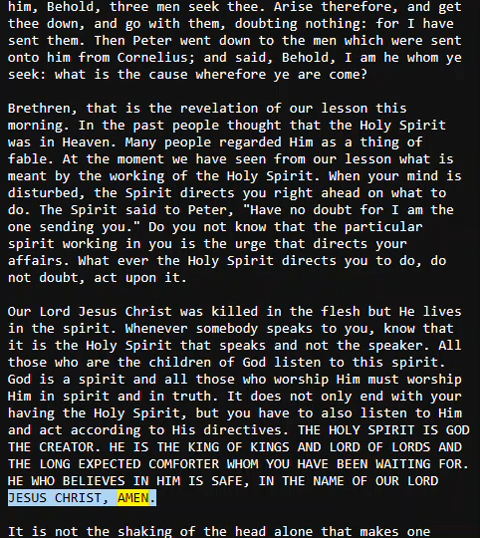 him, Behold, three men seek thee. Arise therefore, and get
thee down, and go with them, doubting nothing: for I have
sent them. Then Peter went down to the men which were sent
onto him from Cornelius; and said, Behold, I am he whom ye
seek: what is the cause wherefore ye are come?

Brethren, that is the revelation of our lesson this
morning. In the past people thought that the Holy Spirit
was in Heaven. Many people regarded Him as a thing of
fable. At the moment we have seen from our lesson what is
meant by the working of the Holy Spirit. When your mind is
disturbed, the Spirit directs you right ahead on what to
do. The Spirit said to Peter, "Have no doubt for I am the
one sending you." Do you not know that the particular
spirit working in you is the urge that directs your
affairs. What ever the Holy Spirit directs you to do, do
not doubt, act upon it.

Our Lord Jesus Christ was killed in the flesh but He lives
in the spirit. Whenever somebody speaks to you, know that
it is the Holy Spirit that speaks and not the speaker. All
those who are the children of God listen to this spirit.
God is a spirit and all those who worship Him must worship
Him in spirit and in truth. It does not only end with your
having the Holy Spirit, but you have to also listen to Him
and act according to His directives. THE HOLY SPIRIT IS GOD
THE CREATOR. HE IS THE KING OF KINGS AND LORD OF LORDS AND
THE LONG EXPECTED COMFORTER WHOM YOU HAVE BEEN WAITING FOR.
HE WHO BELIEVES IN HIM IS SAFE, IN THE NAME OF OUR LORD
JESUS CHRIST, AMEN.

It is not the shaking of the head alone that makes one